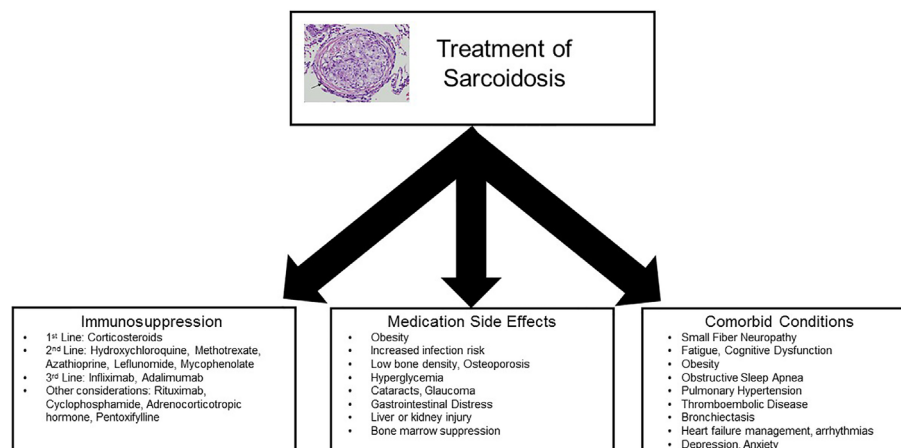 Treatment of
Sarcoidosis
Immunosuppression
• 1st Line: Corticosteroids
• 2nd Line: Hydroxychloroquine, Methotrexate,
Azathioprine, Leflunomide, Mycophenolate
• 3rd Line: Infliximab, Adalimumab
• Other considerations: Rituximab,
Cyclophosphamide, Adrenocorticotropic
hormone, Pentoxifylline
Medication Side Effects
• Obesity
• Increased infection risk
• Low bone density, Osteoporosis
• Hyperglycemia
• Cataracts, Glaucoma
• Gastrointestinal Distress
• Liver or kidney injury
• Bone marrow suppression
Comorbid Conditions
• Small Fiber Neuropathy
• Fatigue, Cognitive Dysfunction
• Obesity
• Obstructive Sleep Apnea
• Pulmonary Hypertension
• Thromboembolic Disease
• Bronchiectasis
• Heart failure management, arrhythmias
• Depression, Anxiety